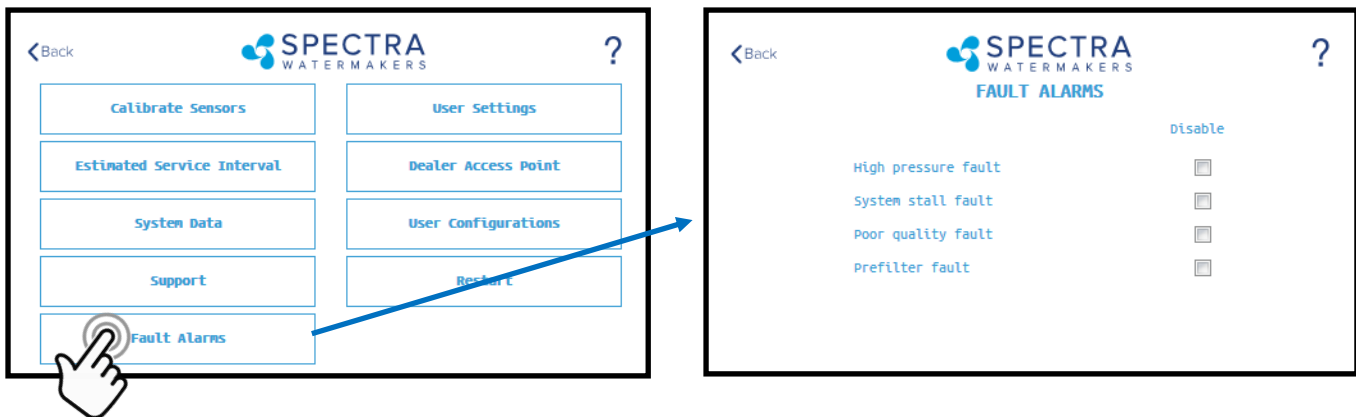 Back
SPECTRA
WATERMAKERS
?
Calibrate Sensors
User Settings
Estimated Service Interval
Dealer Access Point
System Data
User Configurations
Support
Restart
Fault Alarms
Back
SPECTRA
WATERMAKERS
?
FAULT ALARMS
Disable
High pressure fault
System stall fault
Poor quality fault
Prefilter fault